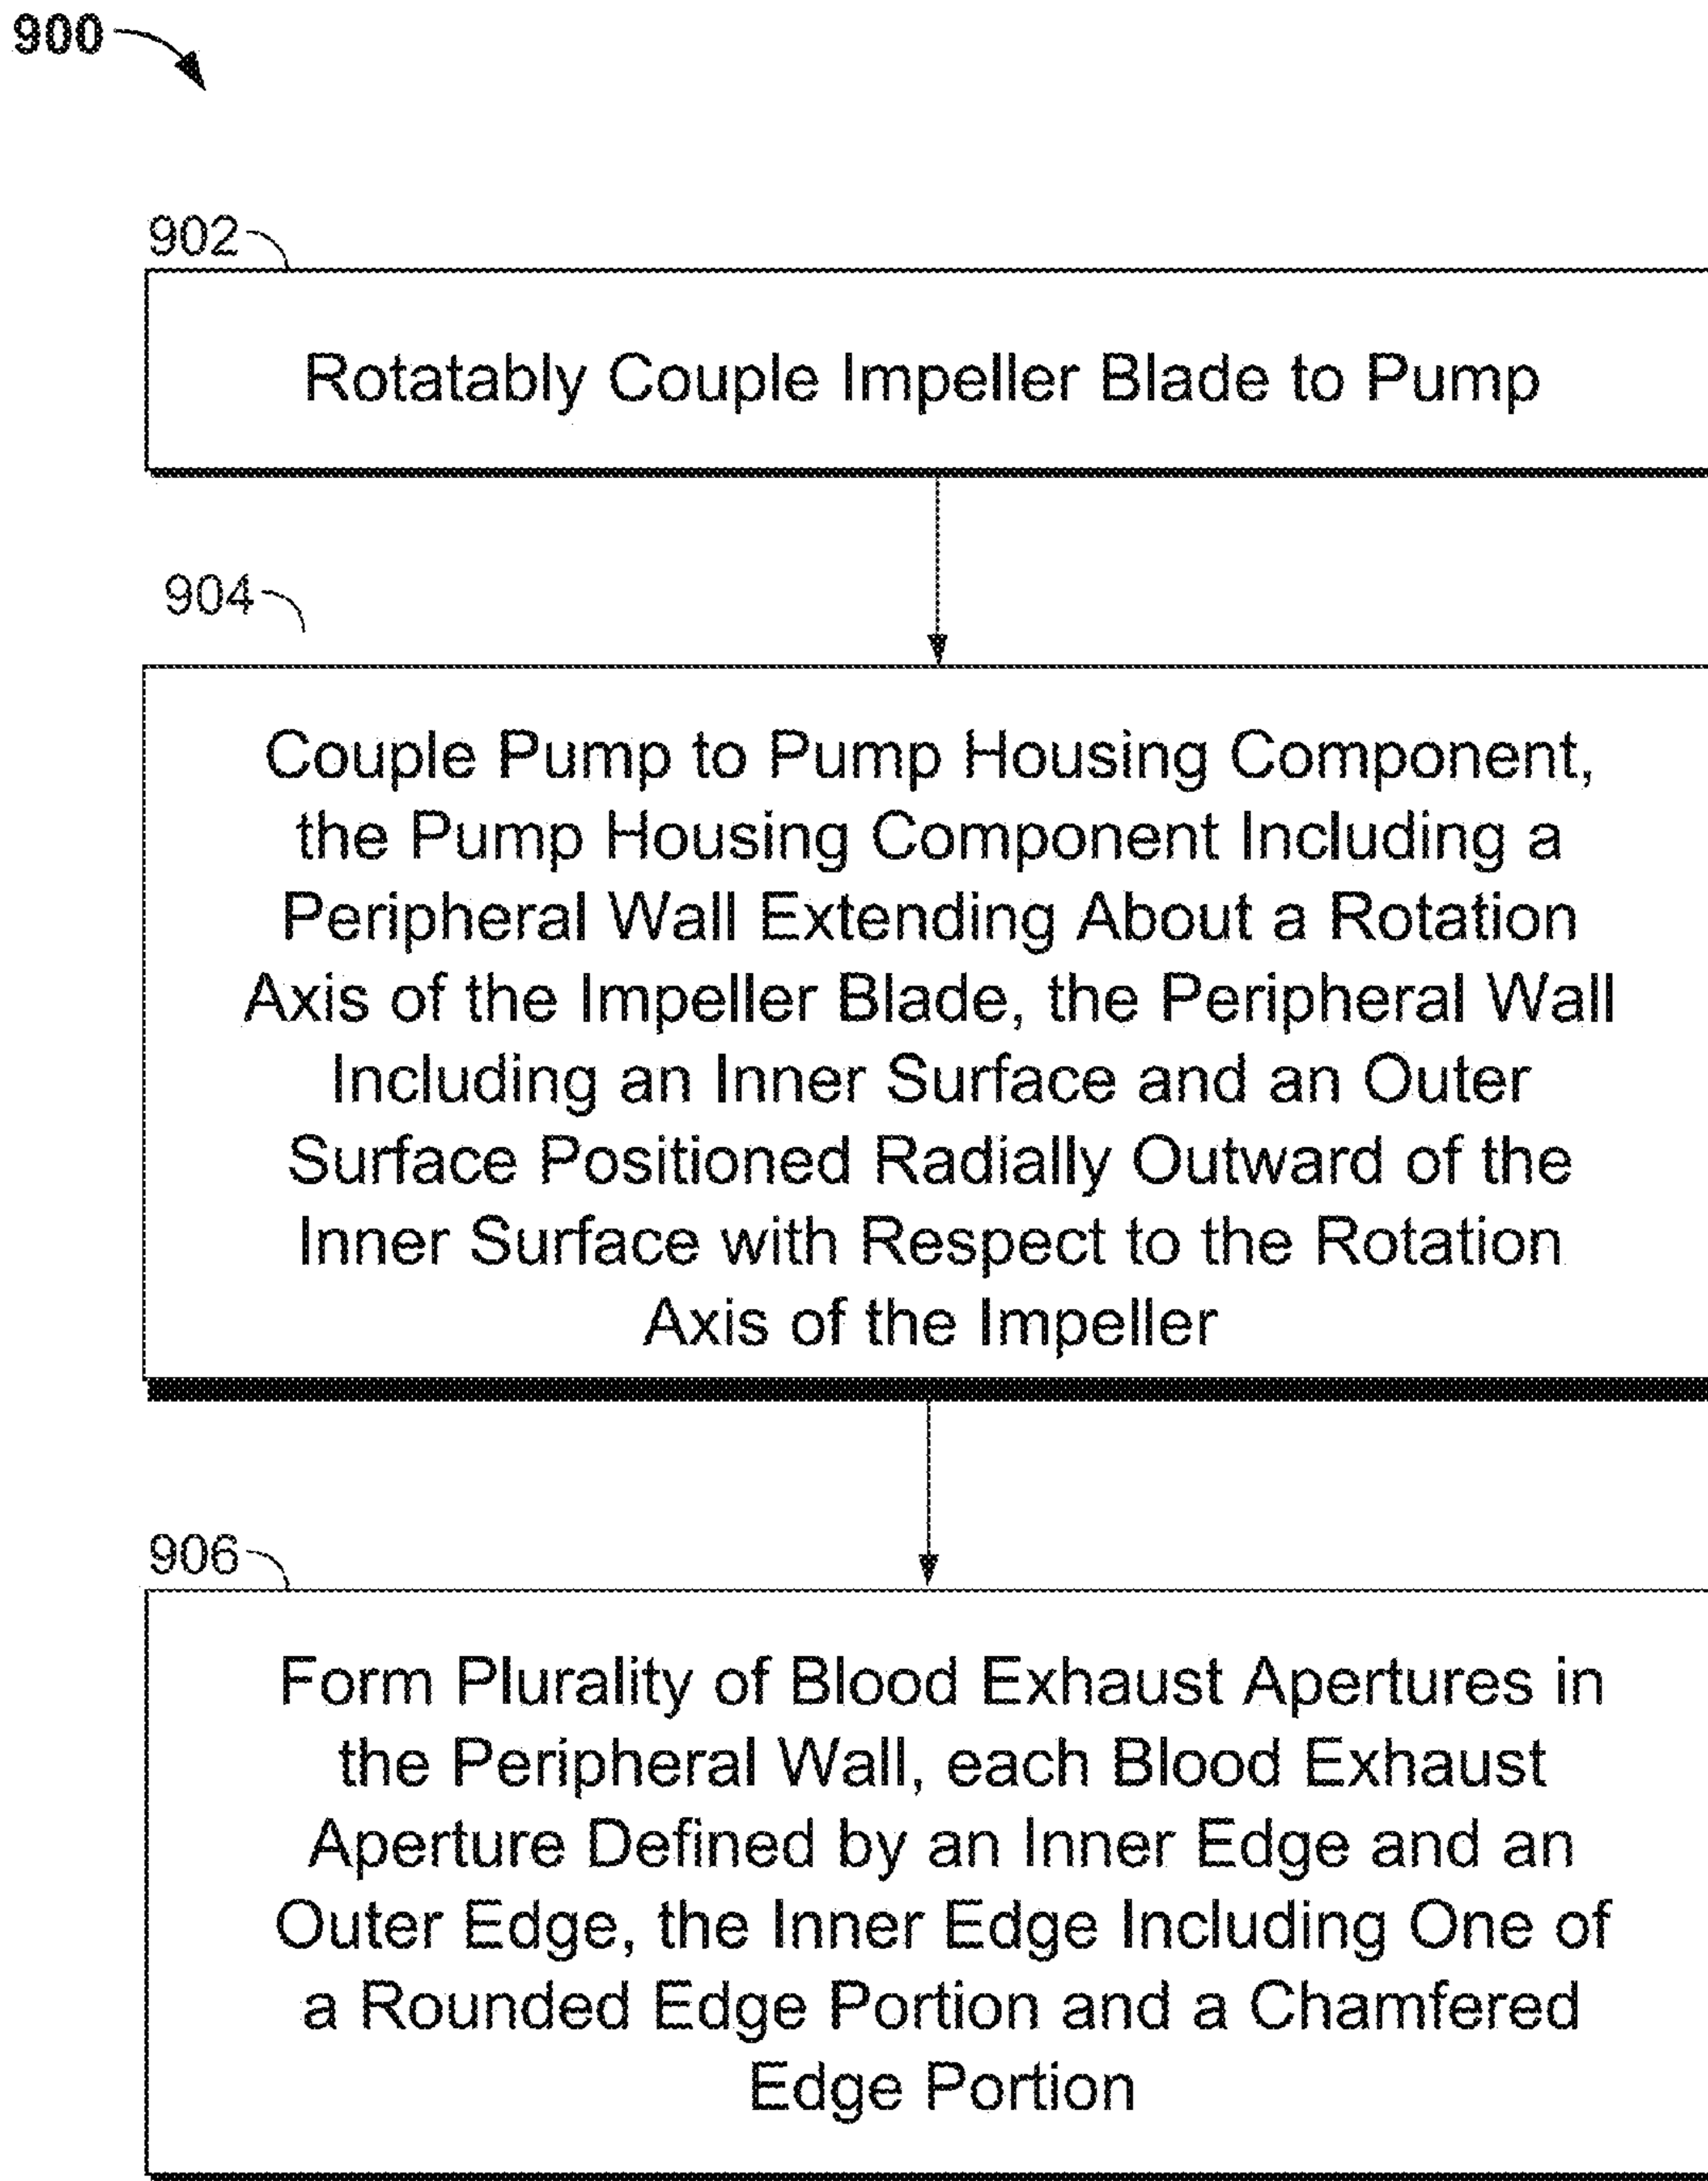 900
902
Rotatably Couple Impeller Blade to Pump
904
Couple Pump to Pump Housing Component,
the Pump Housing Component Including a
Peripheral Wall Extending About a Rotation
Axis of the Impeller Blade, the Peripheral Wall
Including an Inner Surface and an Outer
Surface Positioned Radially Outward of the
Inner Surface with Respect to the Rotation
Axis of the Impeller
906
Form Plurality of Blood Exhaust Apertures in
the Peripheral Wall, each Blood Exhaust
Aperture Defined by an Inner Edge and an
Outer Edge, the Inner Edge Including One of
a Rounded Edge Portion and a Chamfered
Edge Portion